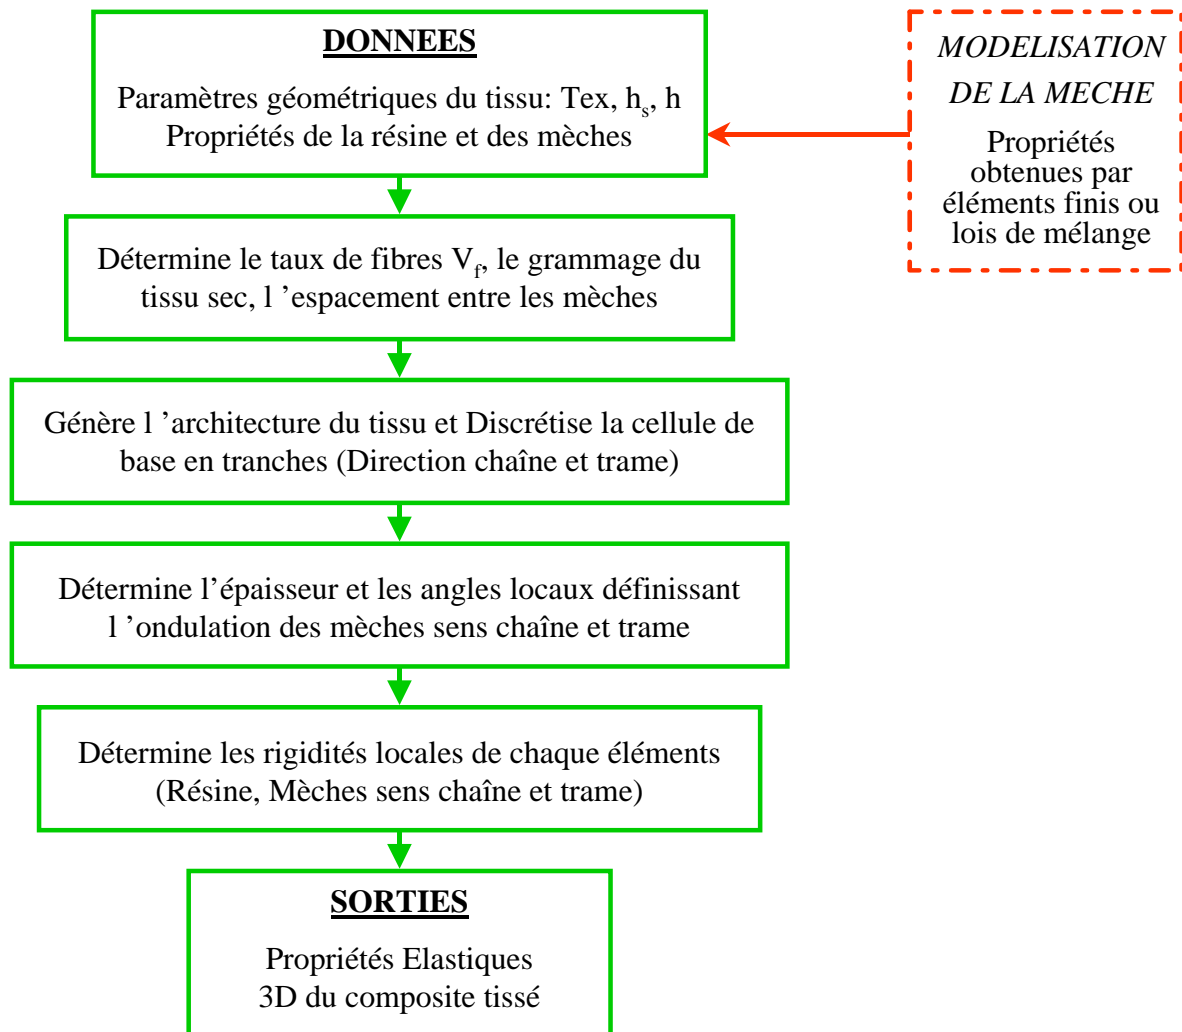 DONNEES
Paramètres géométriques du tissu: Tex, hs, h
Propriétés de la résine et des mèches
MODELISATION
DE LA MECHE
Propriétés
obtenues par
éléments finis ou
lois de mélange
Détermine le taux de fibres Vf, le grammage du
tissu sec, l ’espacement entre les mèches
Génère l ’architecture du tissu et Discrétise la cellule de
base en tranches (Direction chaîne et trame)
Détermine l’épaisseur et les angles locaux définissant
l ’ondulation des mèches sens chaîne et trame
Détermine les rigidités locales de chaque éléments
(Résine, Mèches sens chaîne et trame)
SORTIES
Propriétés Elastiques
3D du composite tissé